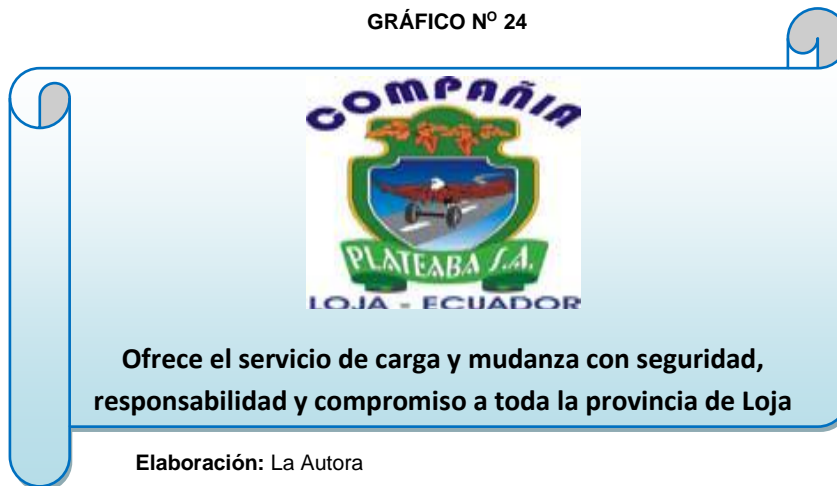 GRÁFICO Nº 24
COMPAÑIA
PLATEABA S.A.
LOJA - ECUADOR
Ofrece el servicio de carga y mudanza con seguridad,
responsabilidad y compromiso a toda la provincia de Loja
Elaboración: La Autora